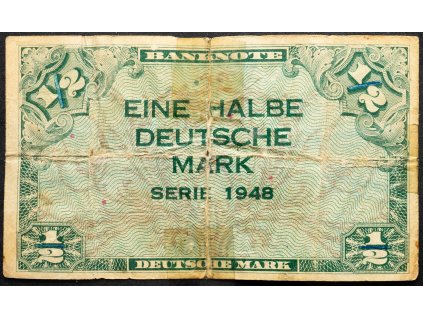 BANKNOTE
1/2 1/2
EINE HALBE
DEUTSCHE
MARK
SERIE 1948
1/2 1/2
DEUTSCHE MARK